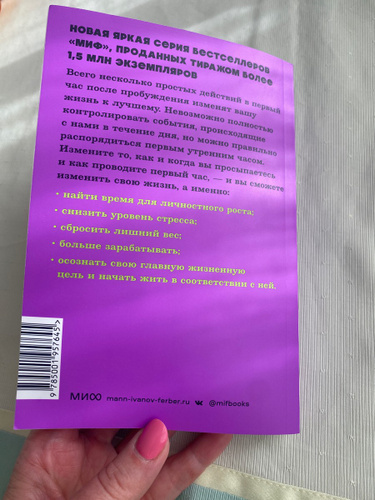 НОВАЯ ЯРКАЯ СЕРИЯ БЕСТСЕЛЛЕРОВ
«МИФ», ПРОДАННЫХ ТИРАЖОМ БОЛЕЕ
1,5 МЛН ЭКЗЕМПЛЯРОВ
Всего несколько простых действий в первый
час после пробуждения изменят вашу
жизнь к лучшему. Невозможно полностью
контролировать события, происходящие
с нами в течение дня, но можно правильно
распорядиться первым утренним часом.
Измените то, как и когда вы просыпаетесь
и как проводите первый час, — и вы сможете
изменить свою жизнь, а именно:
• найти время для личностного роста;
• снизить уровень стресса;
• сбросить лишний вес;
• больше зарабатывать;
• осознать свою главную жизненную
цель и начать жить в соответствии с ней.
9 785001 957645 >
МИФ mann-ivanov-ferber.ru @mifbooks